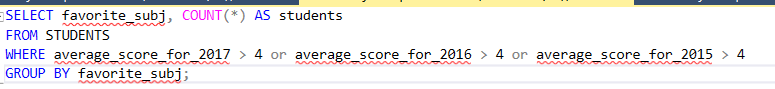 SELECT favorite_subj, COUNT(*) AS students
FROM STUDENTS
WHERE average_score_for_2017 > 4 or average_score_for_2016 > 4 or average_score_for_2015 > 4
GROUP BY favorite_subj;